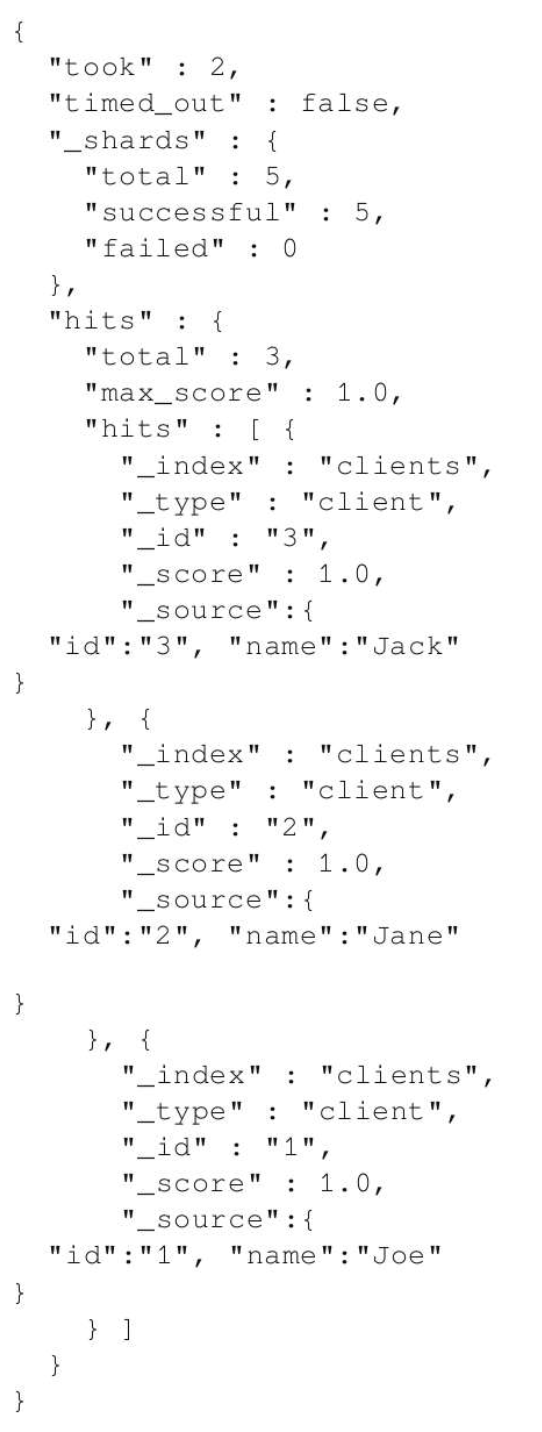 {
  "took" : 2,
  "timed_out" : false,
  "_shards" : {
    "total" : 5,
    "successful" : 5,
    "failed" : 0
  },
  "hits" : {
    "total" : 3,
    "max_score" : 1.0,
    "hits" : [ {
      "_index" : "clients",
      "_type" : "client",
      "_id" : "3",
      "_score" : 1.0,
      "_source":{
  "id":"3", "name":"Jack"
}
    }, {
      "_index" : "clients",
      "_type" : "client",
      "_id" : "2",
      "_score" : 1.0,
      "_source":{
  "id":"2", "name":"Jane"
}
    }, {
      "_index" : "clients",
      "_type" : "client",
      "_id" : "1",
      "_score" : 1.0,
      "_source":{
  "id":"1", "name":"Joe"
}
    } ]
  }
}